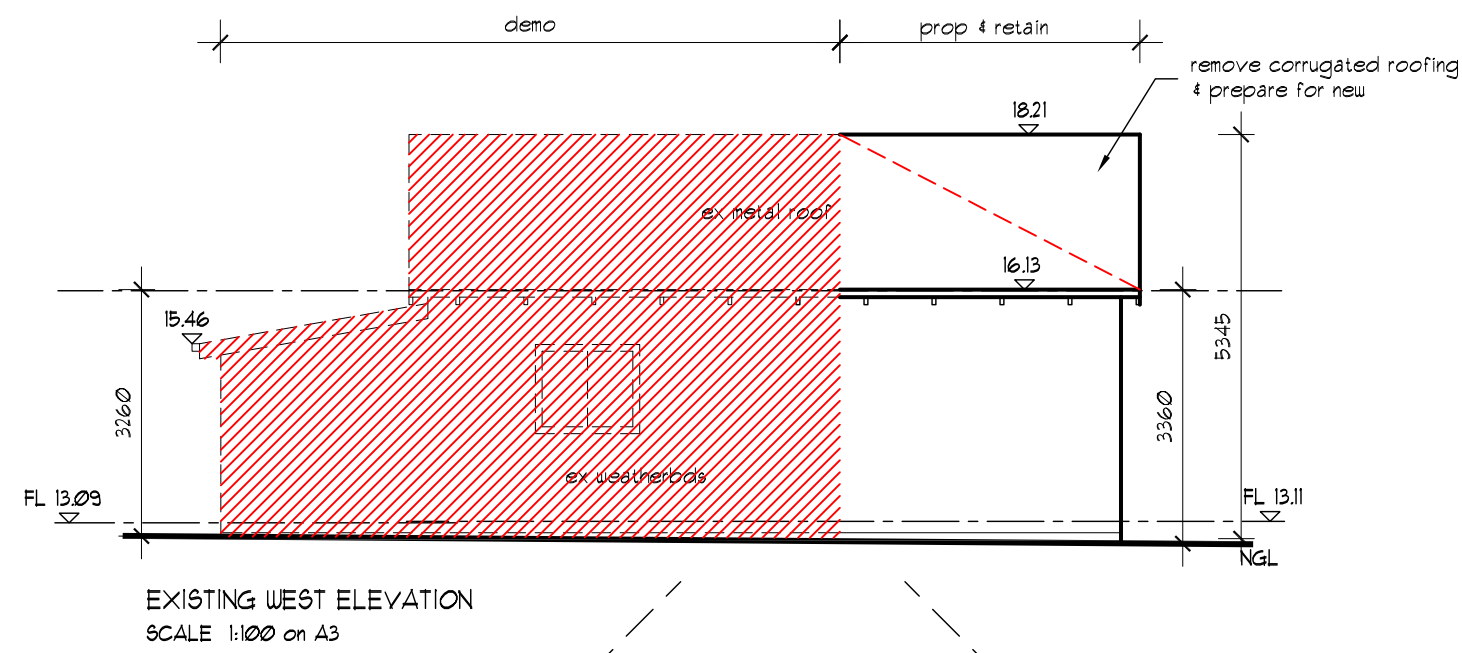 demo
prop & retain
remove corrugated roofing
& prepare for new
18.21
ex metal roof
16.13
15.46
5345
3260
3360
ex weatherbds
FL 13.09
FL 13.11
NGL
EXISTING WEST ELEVATION
SCALE 1:100 on A3